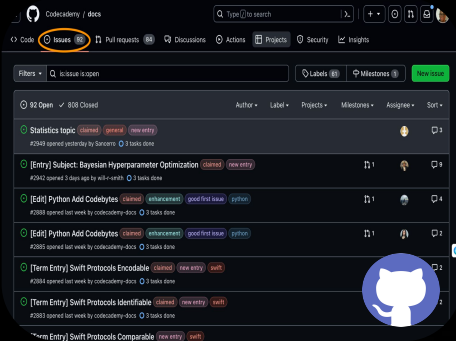 Codecademy / docs
Type / to search
Code
Issues 92
Pull requests 84
Discussions
Actions
Projects
Security
Insights
Filters
is:issue is:open
Labels 61
Milestones 1
New issue
92 Open 808 Closed
Author
Label
Projects
Milestones
Assignee
Sort
Statistics topic claimed general new entry
3
#2949 opened yesterday by Sancerro 3 tasks done
[Entry] Subject: Bayesian Hyperparameter Optimization claimed new entry
1
9
#2942 opened 3 days ago by will-r-smith 3 tasks done
[Edit] Python Add Codebytes claimed enhancement good first issue python
1
4
#2888 opened last week by codecademy-docs 3 tasks done
[Edit] Python Add Codebytes claimed enhancement good first issue python
1
2
#2885 opened last week by codecademy-docs 3 tasks done
[Term Entry] Swift Protocols Encodable claimed new entry swift
2
#2884 opened last week by codecademy-docs 3 tasks done
[Term Entry] Swift Protocols Identifiable claimed new entry swift
2
#2882 opened last week by codecademy-docs 3 tasks done
[Term Entry] Swift Protocols Comparable new entry swift
2